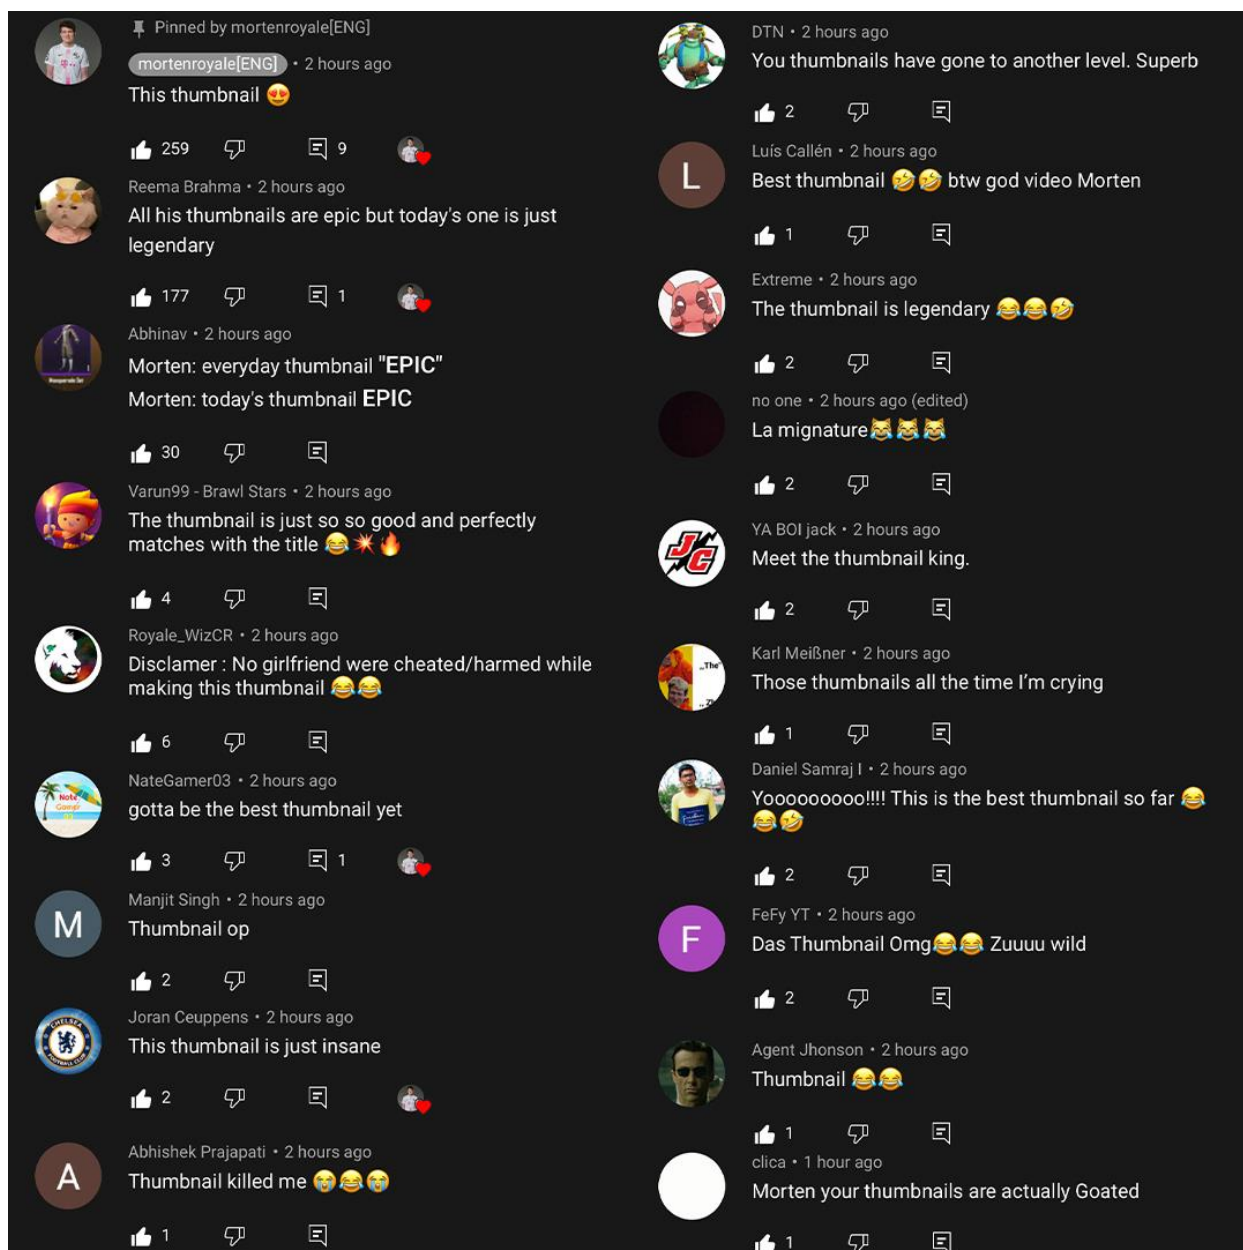 Pinned by mortenroyale[ENG]
mortenroyale[ENG] • 2 hours ago
This thumbnail 😍
259 9
Reema Brahma • 2 hours ago
All his thumbnails are epic but today's one is just
legendary
177 1
Abhinav • 2 hours ago
Morten: everyday thumbnail "EPIC"
Morten: today's thumbnail EPIC
30
Varun99 - Brawl Stars • 2 hours ago
The thumbnail is just so so good and perfectly
matches with the title 😂💥🔥
4
Royale_WizCR • 2 hours ago
Disclamer : No girlfriend were cheated/harmed while
making this thumbnail 😂😂
6
NateGamer03 • 2 hours ago
gotta be the best thumbnail yet
3 1
M
Manjit Singh • 2 hours ago
Thumbnail op
2
Joran Ceuppens • 2 hours ago
This thumbnail is just insane
2
A
Abhishek Prajapati • 2 hours ago
Thumbnail killed me 😭😂😭
1
DTN • 2 hours ago
You thumbnails have gone to another level. Superb
2
L
Luís Callén • 2 hours ago
Best thumbnail 🤣🤣 btw god video Morten
1
Extreme • 2 hours ago
The thumbnail is legendary 😂😂🤣
2
no one • 2 hours ago (edited)
La mignature😹😹😹
2
JC
YA BOI jack • 2 hours ago
Meet the thumbnail king.
2
Karl Meißner • 2 hours ago
Those thumbnails all the time I’m crying
1
Daniel Samraj I • 2 hours ago
Yooooooooo!!!! This is the best thumbnail so far 😂
😂🤣
2
F
FeFy YT • 2 hours ago
Das Thumbnail Omg😂😂 Zuuuu wild
2
Agent Jhonson • 2 hours ago
Thumbnail 😂😂
1
clica • 1 hour ago
Morten your thumbnails are actually Goated
1